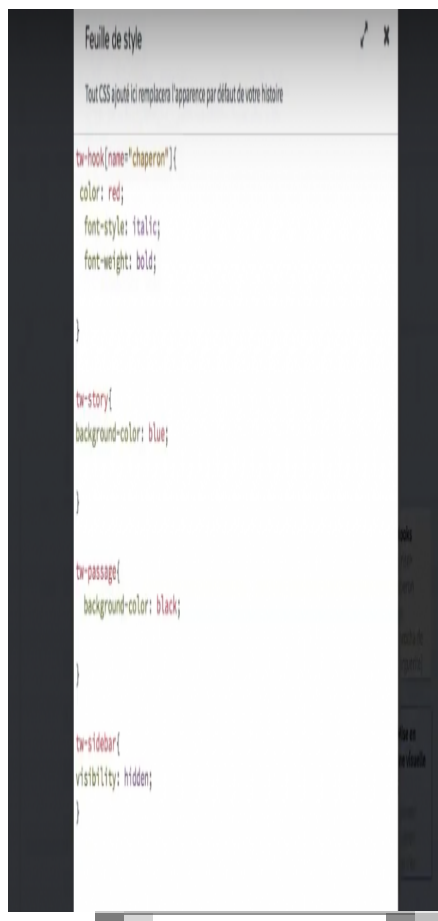 Feuille de style
Tout CSS ajouté ici remplacera l'apparence par défaut de votre histoire
tw-hook[name="chaperon"]{
color: red;
font-style: italic;
font-weight: bold;
}
tw-story{
background-color: blue;
}
tw-passage{
background-color: black;
}
tw-sidebar{
visibility: hidden;
}